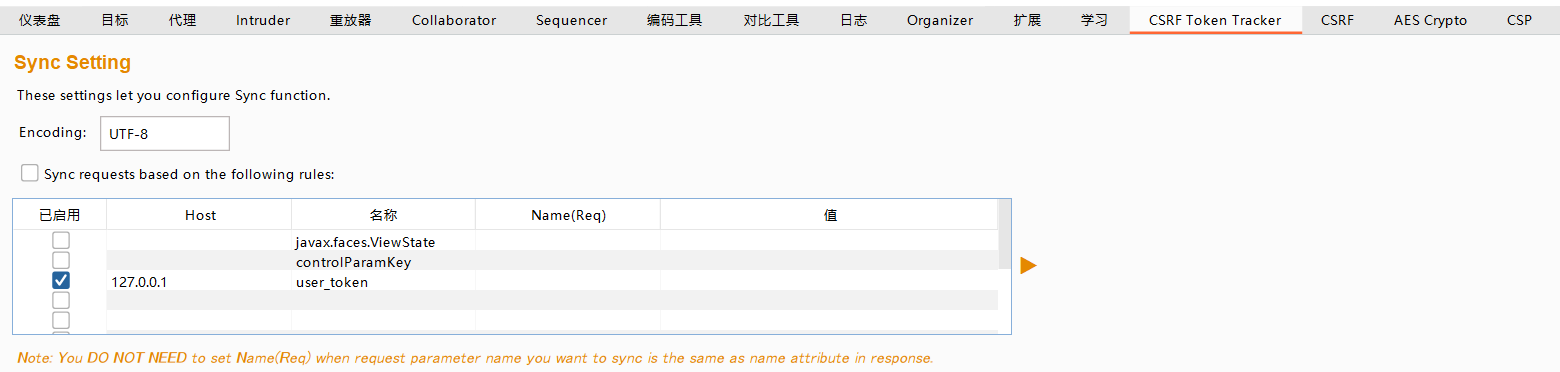 仪表盘 目标 代理 Intruder 重放器 Collaborator Sequencer 编码工具 对比工具 日志 Organizer 扩展 学习 CSRF Token Tracker CSRF AES Crypto CSP
Sync Setting
These settings let you configure Sync function.
Encoding: UTF-8
Sync requests based on the following rules:
已启用 Host 名称 Name(Req) 值
javax.faces.ViewState
controlParamKey
127.0.0.1 user_token
Note: You DO NOT NEED to set Name(Req) when request parameter name you want to sync is the same as name attribute in response.